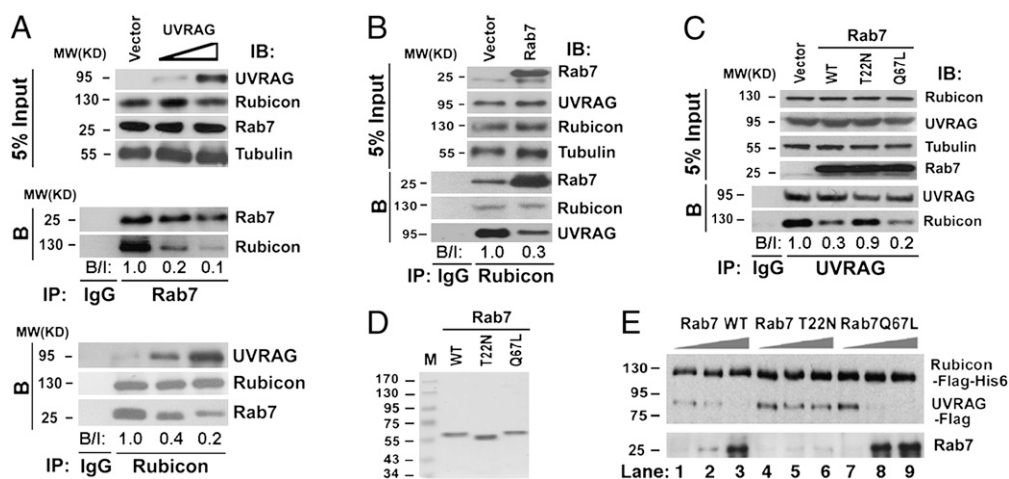 A
Vector
UVRAG
MW(KD)
IB:
5% Input
95 –
UVRAG
130 –
Rubicon
25 –
Rab7
55 –
Tubulin
MW(KD)
B
25 –
Rab7
130 –
Rubicon
B/I: 1.0 0.2 0.1
IP: IgG Rab7
MW(KD)
B
95 –
UVRAG
130 –
Rubicon
25 –
Rab7
B/I: 1.0 0.4 0.2
IP: IgG Rubicon
B
Vector
Rab7
MW(KD)
IB:
5% Input
25 –
Rab7
95 –
UVRAG
130 –
Rubicon
55 –
Tubulin
B
25 –
Rab7
130 –
Rubicon
95–
UVRAG
B/I: 1.0 0.3
IP: IgG Rubicon
C
Rab7
Vector
WT
T22N
Q67L
MW(KD)
IB:
5% Input
130 –
Rubicon
95 –
UVRAG
55 –
Tubulin
25 –
Rab7
B
95 –
UVRAG
130 –
Rubicon
B/I: 1.0 0.3 0.9 0.2
IP: IgG UVRAG
D
Rab7
M
WT
T22N
Q67L
170 –
130 –
95 –
72 –
55 –
43 –
34 –
E
Rab7 WT Rab7 T22N Rab7Q67L
130 –
Rubicon
-Flag-His6
95 –
UVRAG
-Flag
75 –
25 –
Rab7
Lane: 1 2 3 4 5 6 7 8 9